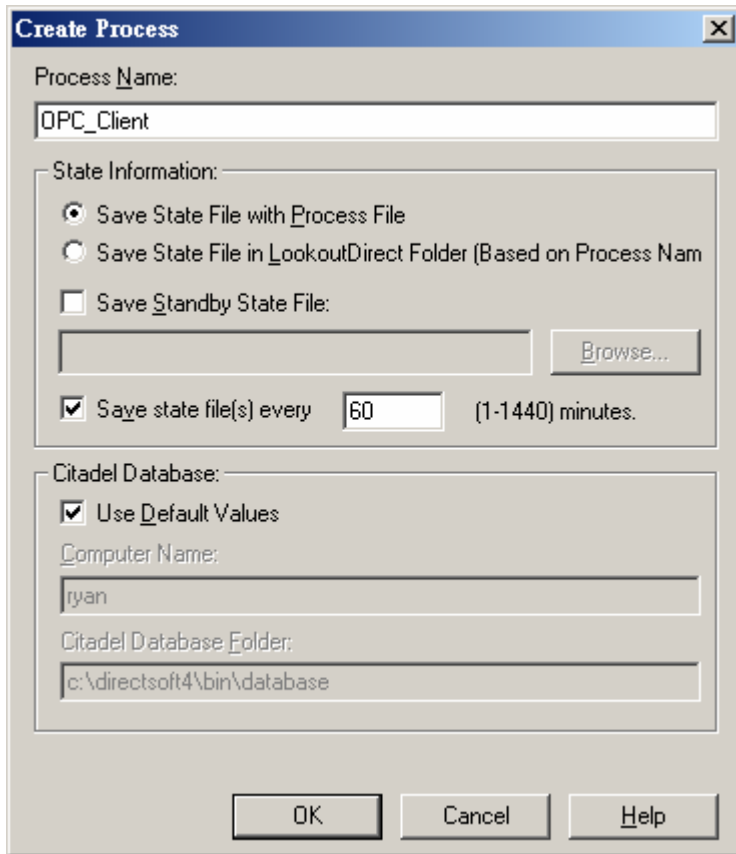 Create Process
Process Name:
OPC_Client
State Information:
Save State File with Process File
Save State File in LookoutDirect Folder (Based on Process Nam
Save Standby State File:
Browse...
Save state file(s) every 60 (1-1440) minutes.
Citadel Database:
Use Default Values
Computer Name:
ryan
Citadel Database Folder:
c:\directsoft4\bin\database
OK Cancel Help